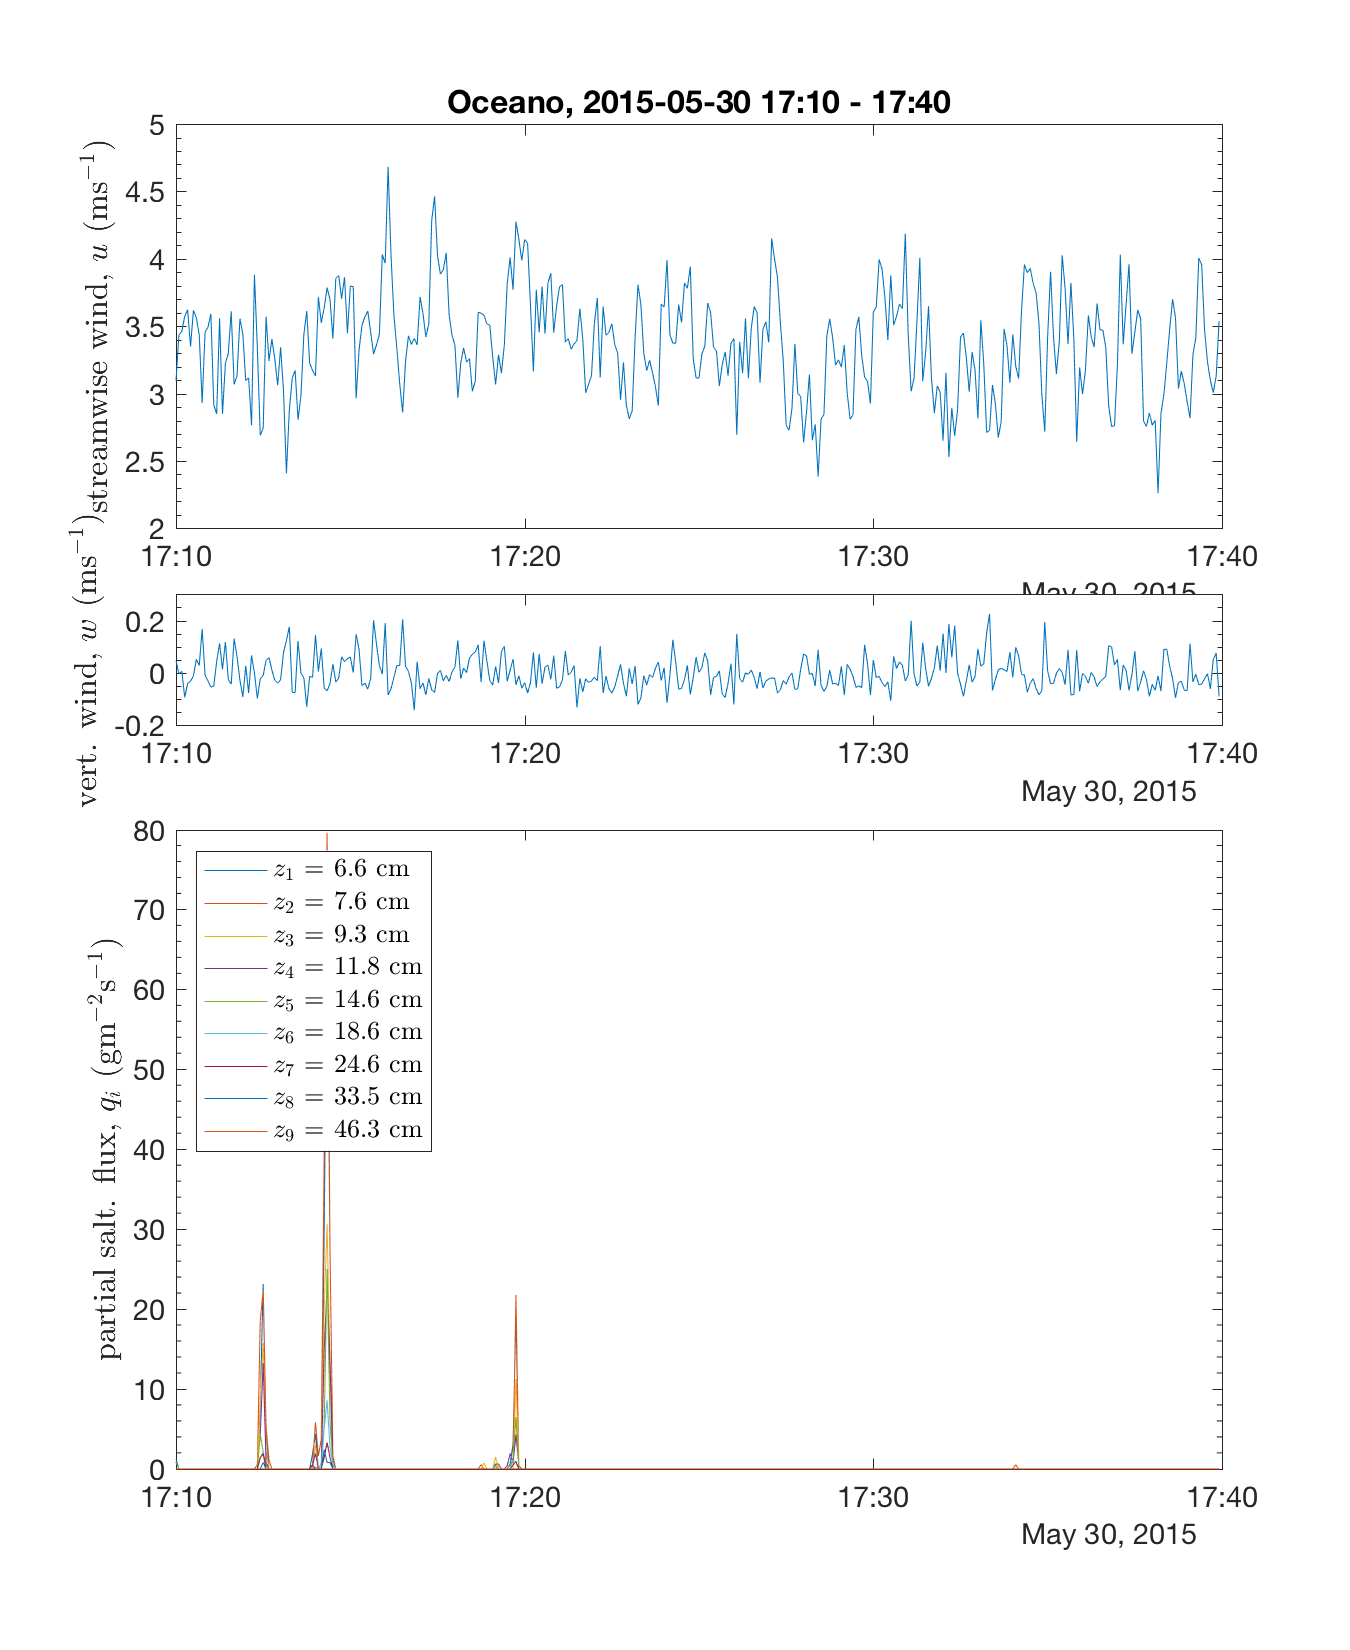 Oceano, 2015-05-30 17:10 - 17:40
streamwise wind, u (ms⁻¹)
5
4.5
4
3.5
3
2.5
2
17:10 17:20 17:30 17:40
May 30, 2015
vert. wind, w (ms⁻¹)
0.2
0
-0.2
17:10 17:20 17:30 17:40
May 30, 2015
partial salt. flux, qᵢ (gm⁻²s⁻¹)
80
70
60
50
40
30
20
10
0
z₁ = 6.6 cm
z₂ = 7.6 cm
z₃ = 9.3 cm
z₄ = 11.8 cm
z₅ = 14.6 cm
z₆ = 18.6 cm
z₇ = 24.6 cm
z₈ = 33.5 cm
z₉ = 46.3 cm
17:10 17:20 17:30 17:40
May 30, 2015